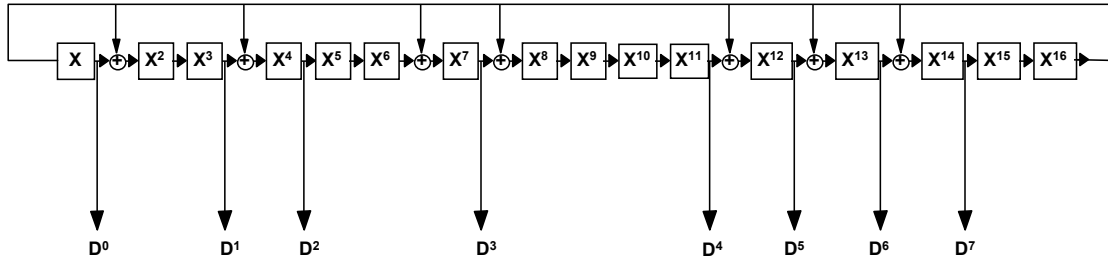 X + X² X³ + X⁴ X⁵ X⁶ + X⁷ + X⁸ X⁹ X¹⁰ X¹¹ + X¹² + X¹³ + X¹⁴ X¹⁵ X¹⁶
D⁰ D¹ D² D³ D⁴ D⁵ D⁶ D⁷